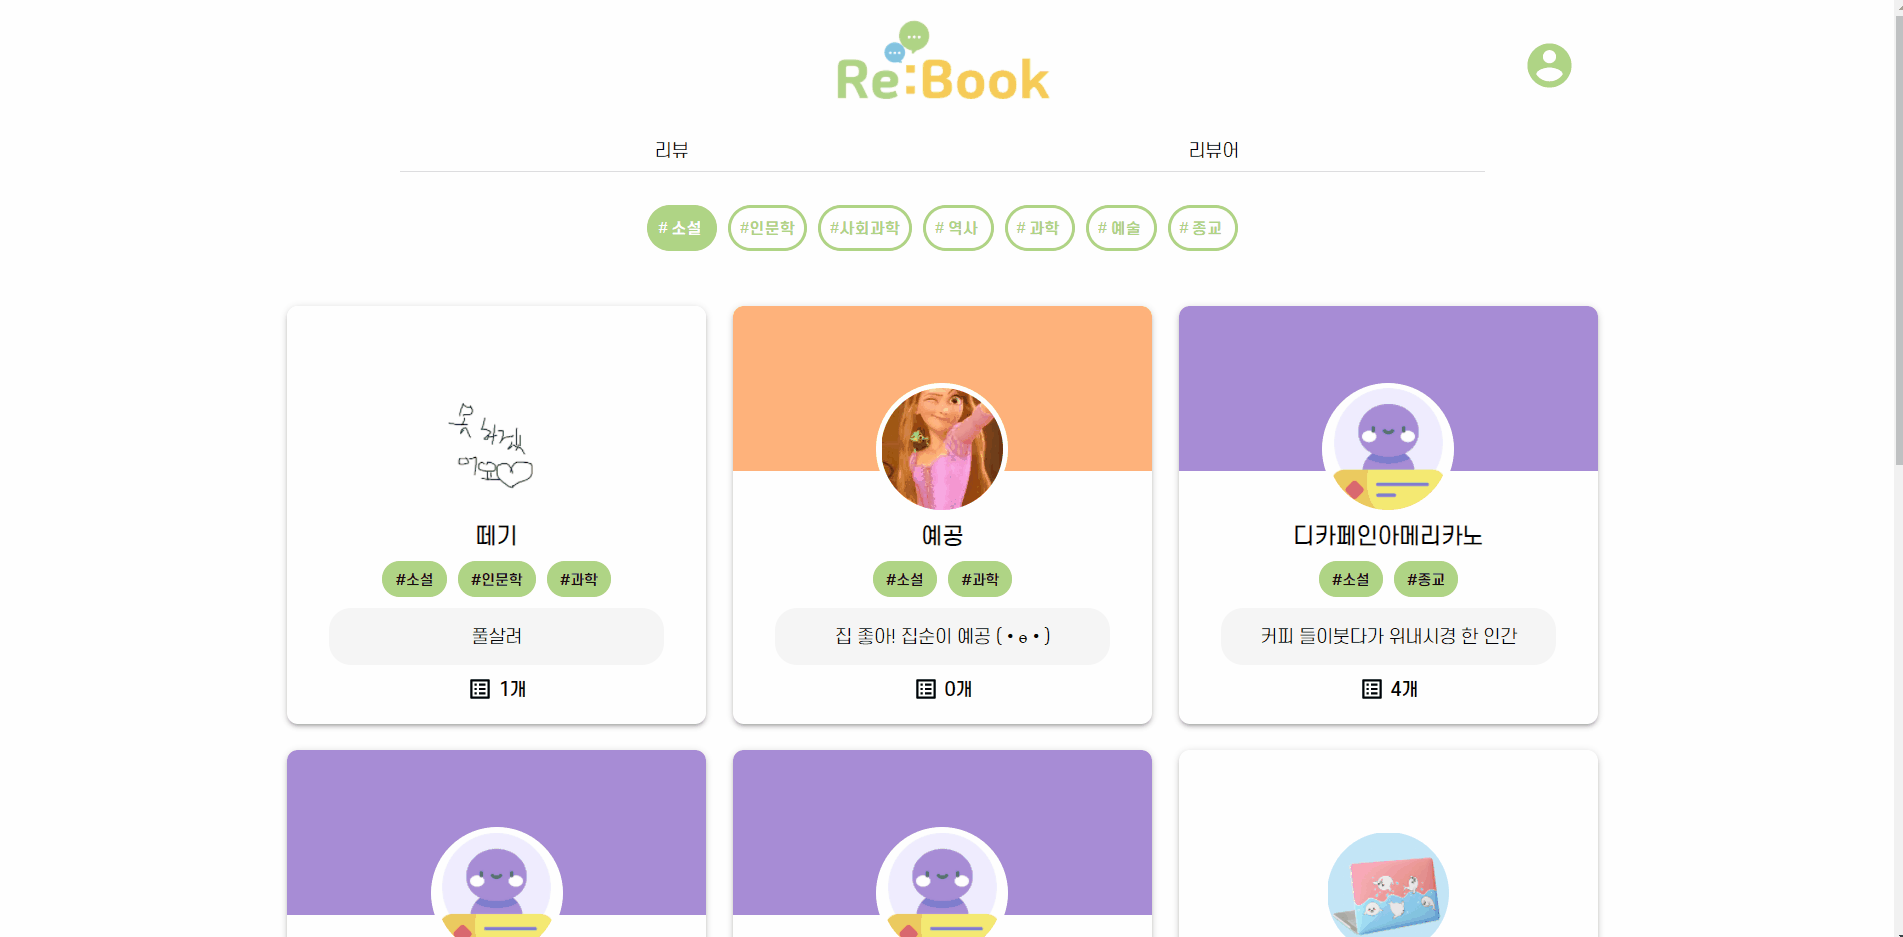 Re:Book
리뷰 리뷰어
# 소설 #인문학 #사회과학 # 역사 # 과학 # 예술 # 종교
못하겠
어요♡
떼기
#소설 #인문학 #과학
풀살려
1개
예공
#소설 #과학
집 좋아! 집순이 예공 ( • ɵ • )
0개
디카페인아메리카노
#소설 #종교
커피 들이붓다가 위내시경 한 인간
4개